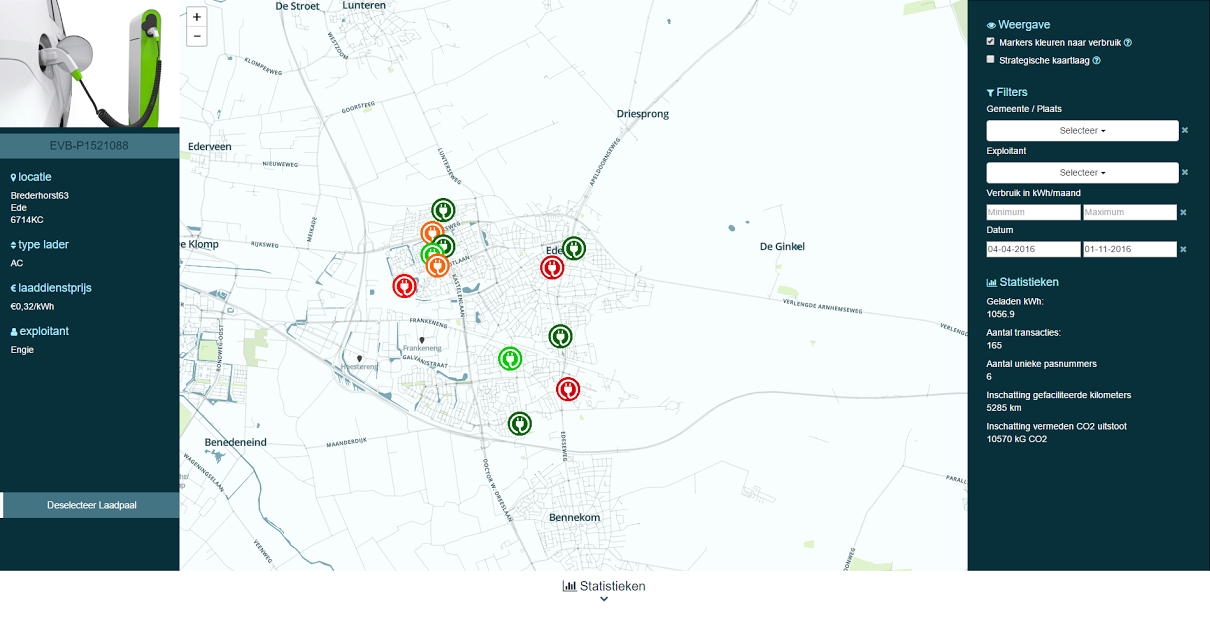 EVB-P1521088
locatie
Brederhorst63
Ede
6714KC
type lader
AC
laaddienstprijs
€0,32/kWh
exploitant
Engie
Deselecteer Laadpaal
+
−
De Stroet
Lunteren
WESTZOOM
KLOMPERWEG
GOORSTEEG
Driesprong
Ederveen
NIEUWEWEG
LUNTERSEWEG
APELDOORNSEWEG
MEIKADE
De Klomp
RIJKSWEG
Ede
De Ginkel
KASTELENLAAN
VERLENGDE ARNHEMSEWEG
RONDWEG-OOST
FRANKENENG
Frankeneng
GALVANISTRAAT
Heestereng
Benedeneind
MAANDERDIJK
EDESEWEG
WAGENINGSELAAN
DOCTOR W. DREESLAAN
Bennekom
VEENWEG
Weergave
Markers kleuren naar verbruik
Strategische kaartlaag
Filters
Gemeente / Plaats
Selecteer
Exploitant
Selecteer
Verbruik in kWh/maand
Minimum Maximum
Datum
04-04-2016 01-11-2016
Statistieken
Geladen kWh:
1056.9
Aantal transacties:
165
Aantal unieke pasnummers
6
Inschatting gefaciliteerde kilometers
5285 km
Inschatting vermeden CO2 uitstoot
10570 kG CO2
Statistieken